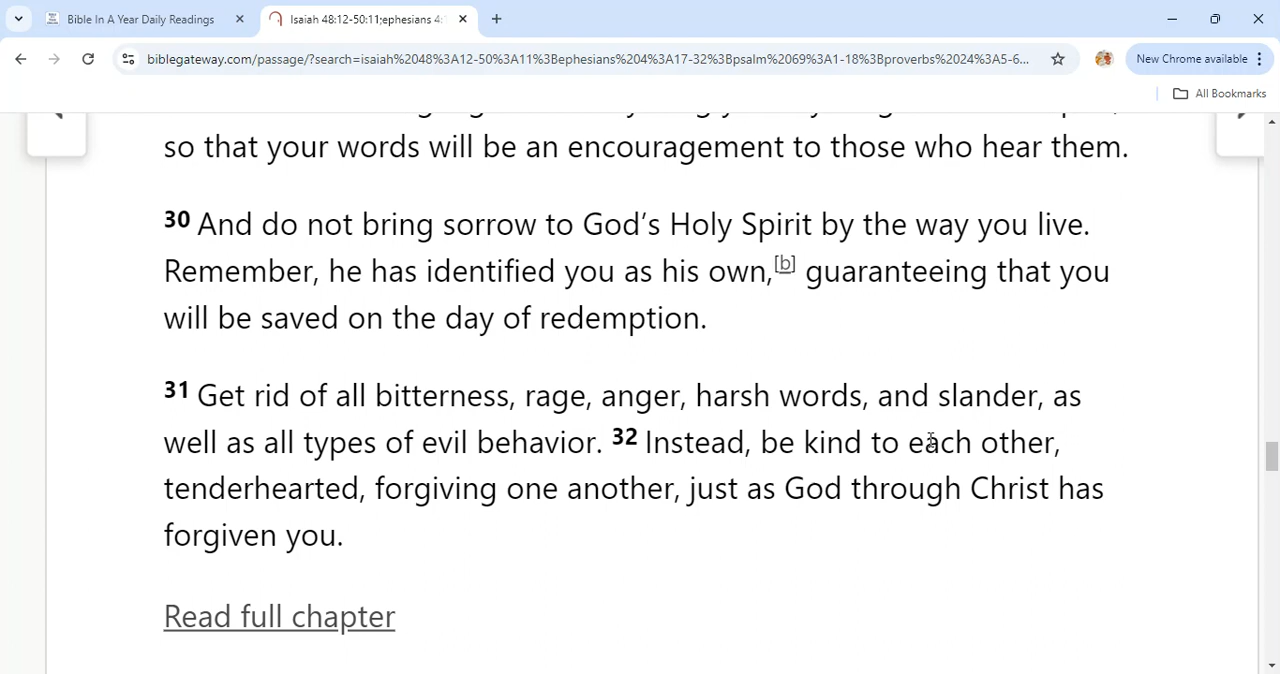 Bible In A Year Daily Readings
Isaiah 48:12-50:11;ephesians 4:
biblegateway.com/passage/?search=isaiah%2048%3A12-50%3A11%3Bephesians%204%3A17-32%3Bpsalm%2069%3A1-18%3Bproverbs%2024%3A5-6...
New Chrome available
All Bookmarks
so that your words will be an encouragement to those who hear them.
30 And do not bring sorrow to God's Holy Spirit by the way you live.
Remember, he has identified you as his own,[b] guaranteeing that you
will be saved on the day of redemption.
31 Get rid of all bitterness, rage, anger, harsh words, and slander, as
well as all types of evil behavior. 32 Instead, be kind to each other,
tenderhearted, forgiving one another, just as God through Christ has
forgiven you.
Read full chapter